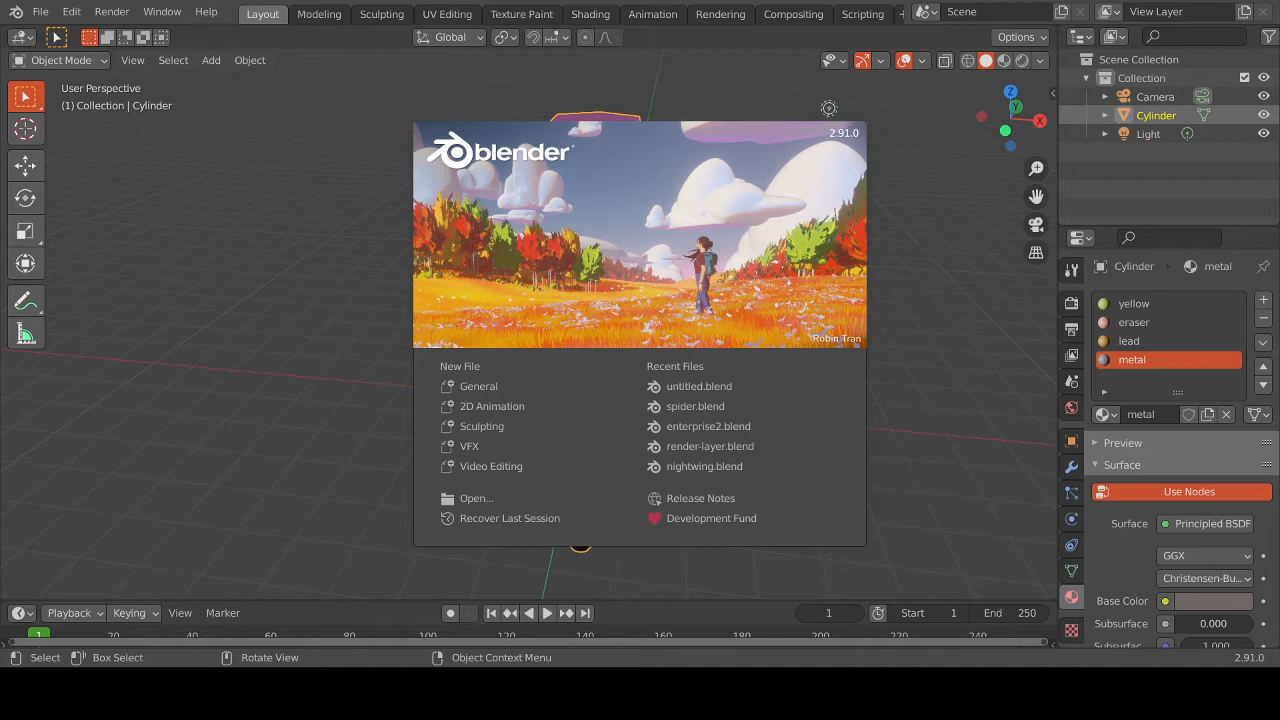 File Edit Render Window Help Layout Modeling Sculpting UV Editing Texture Paint Shading Animation Rendering Compositing Scripting Scene View Layer
Global Options
Object Mode View Select Add Object
User Perspective
(1) Collection | Cylinder
Z
Y
X
Scene Collection
Collection
Camera
Cylinder
Light
blender
2.91.0
Robin Tran
New File
General
2D Animation
Sculpting
VFX
Video Editing
Open...
Recover Last Session
Recent Files
untitled.blend
spider.blend
enterprise2.blend
render-layer.blend
nightwing.blend
Release Notes
Development Fund
Cylinder metal
yellow
eraser
lead
metal
metal
Preview
Surface
Use Nodes
Surface Principled BSDF
GGX
Christensen-Bu...
Base Color
Subsurface 0.000
Subsurfac 1.000
Playback Keying View Marker 1 Start 1 End 250
1 20 80 100 120 140 160 180 200 220 240
Select Box Select Rotate View Object Context Menu 2.91.0